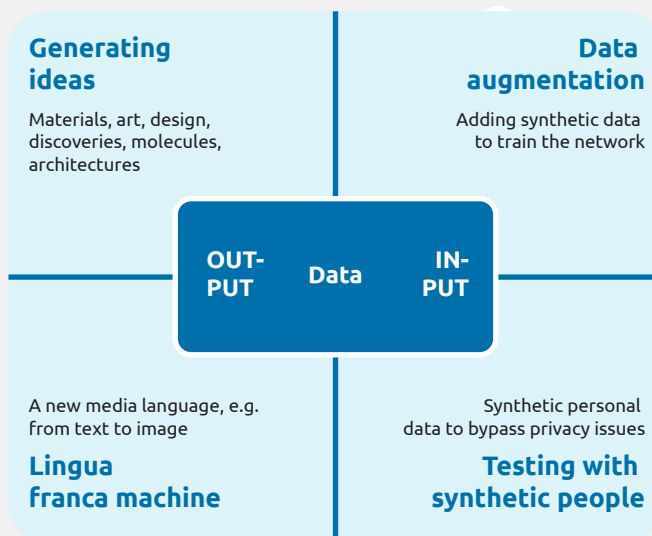 Generating
ideas
Materials, art, design,
discoveries, molecules,
architectures
Data
augmentation
Adding synthetic data
to train the network
OUT-
PUT
Data
IN-
PUT
A new media language, e.g.
from text to image
Lingua
franca machine
Synthetic personal
data to bypass privacy issues
Testing with
synthetic people